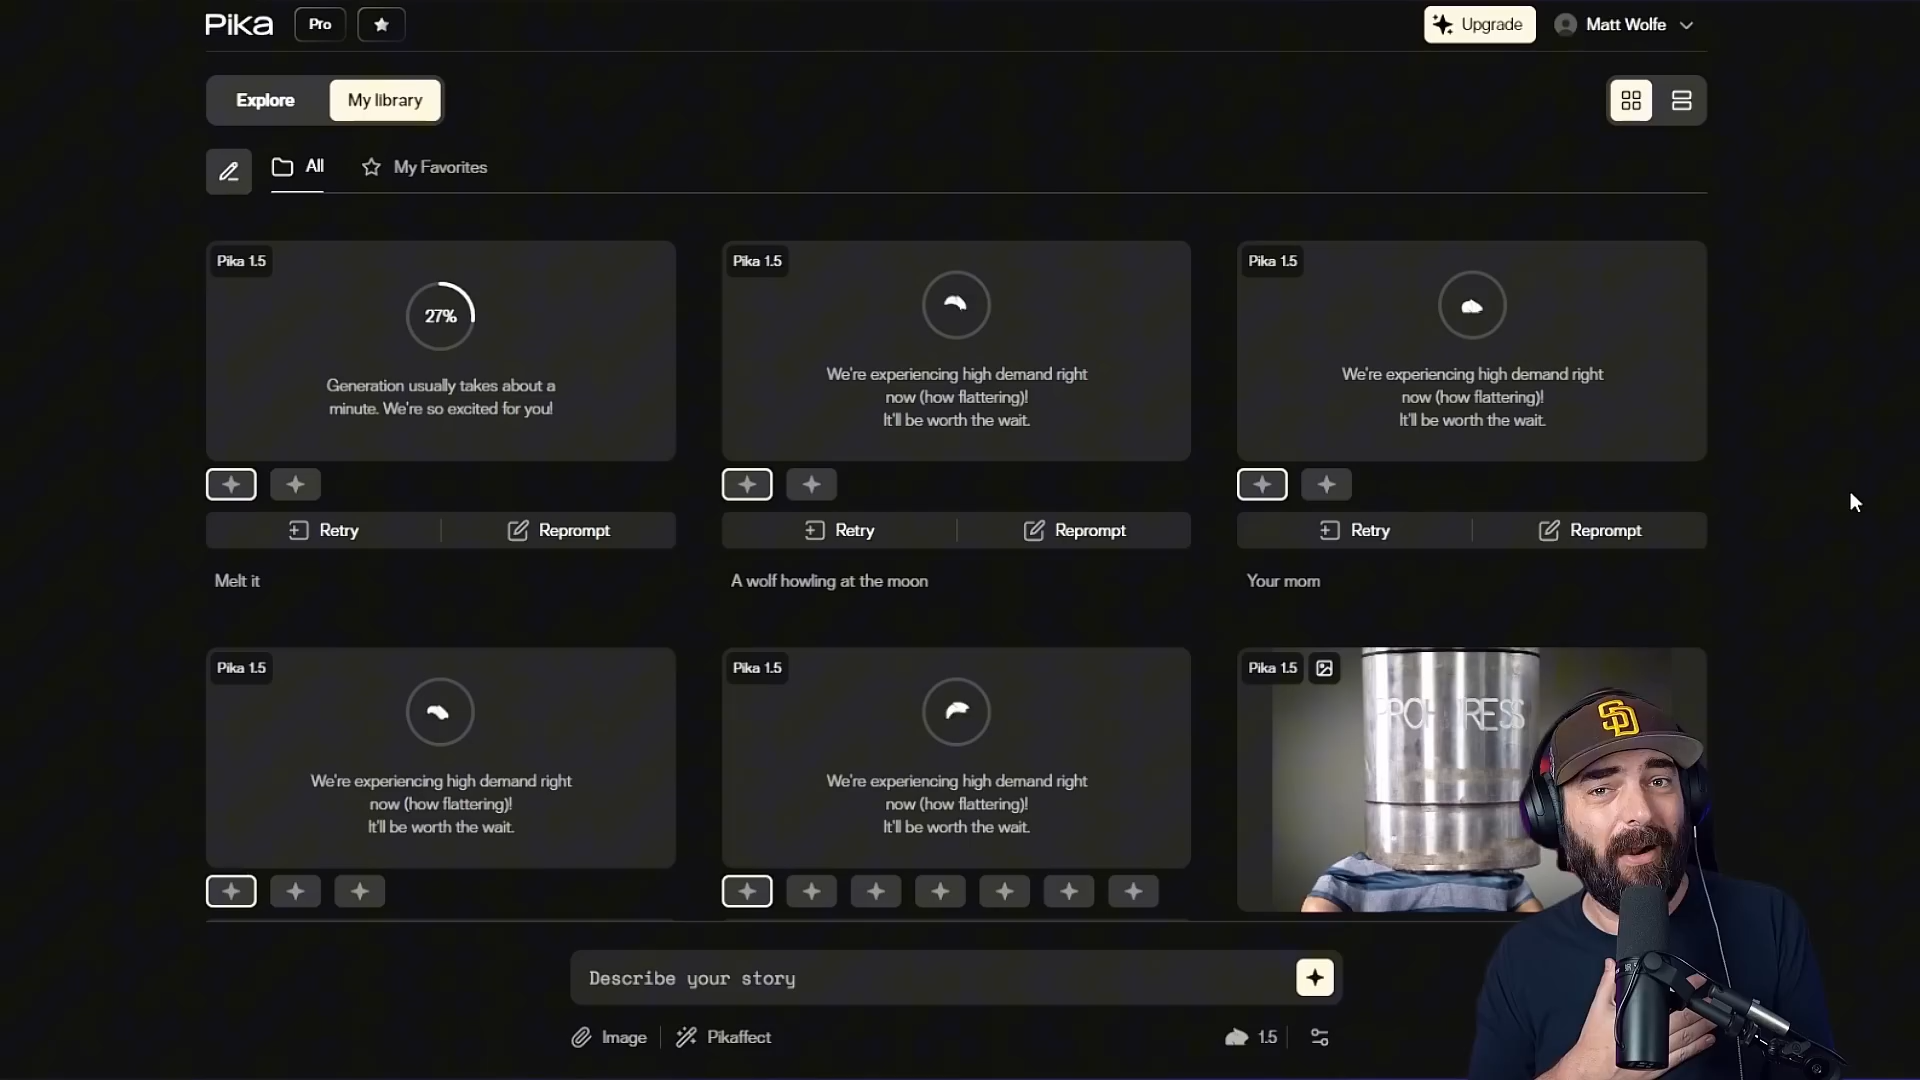 Pika
Pro
Upgrade
Matt Wolfe
Explore
My library
All
My Favorites
Pika 1.5
27%
Generation usually takes about a
minute. We're so excited for you!
Retry
Reprompt
Melt it
Pika 1.5
We're experiencing high demand right
now (how flattering)!
It'll be worth the wait.
Retry
Reprompt
A wolf howling at the moon
Pika 1.5
We're experiencing high demand right
now (how flattering)!
It'll be worth the wait.
Retry
Reprompt
Your mom
Pika 1.5
We're experiencing high demand right
now (how flattering)!
It'll be worth the wait.
Pika 1.5
We're experiencing high demand right
now (how flattering)!
It'll be worth the wait.
Pika 1.5
SD
Describe your story
Image
Pikaffect
1.5